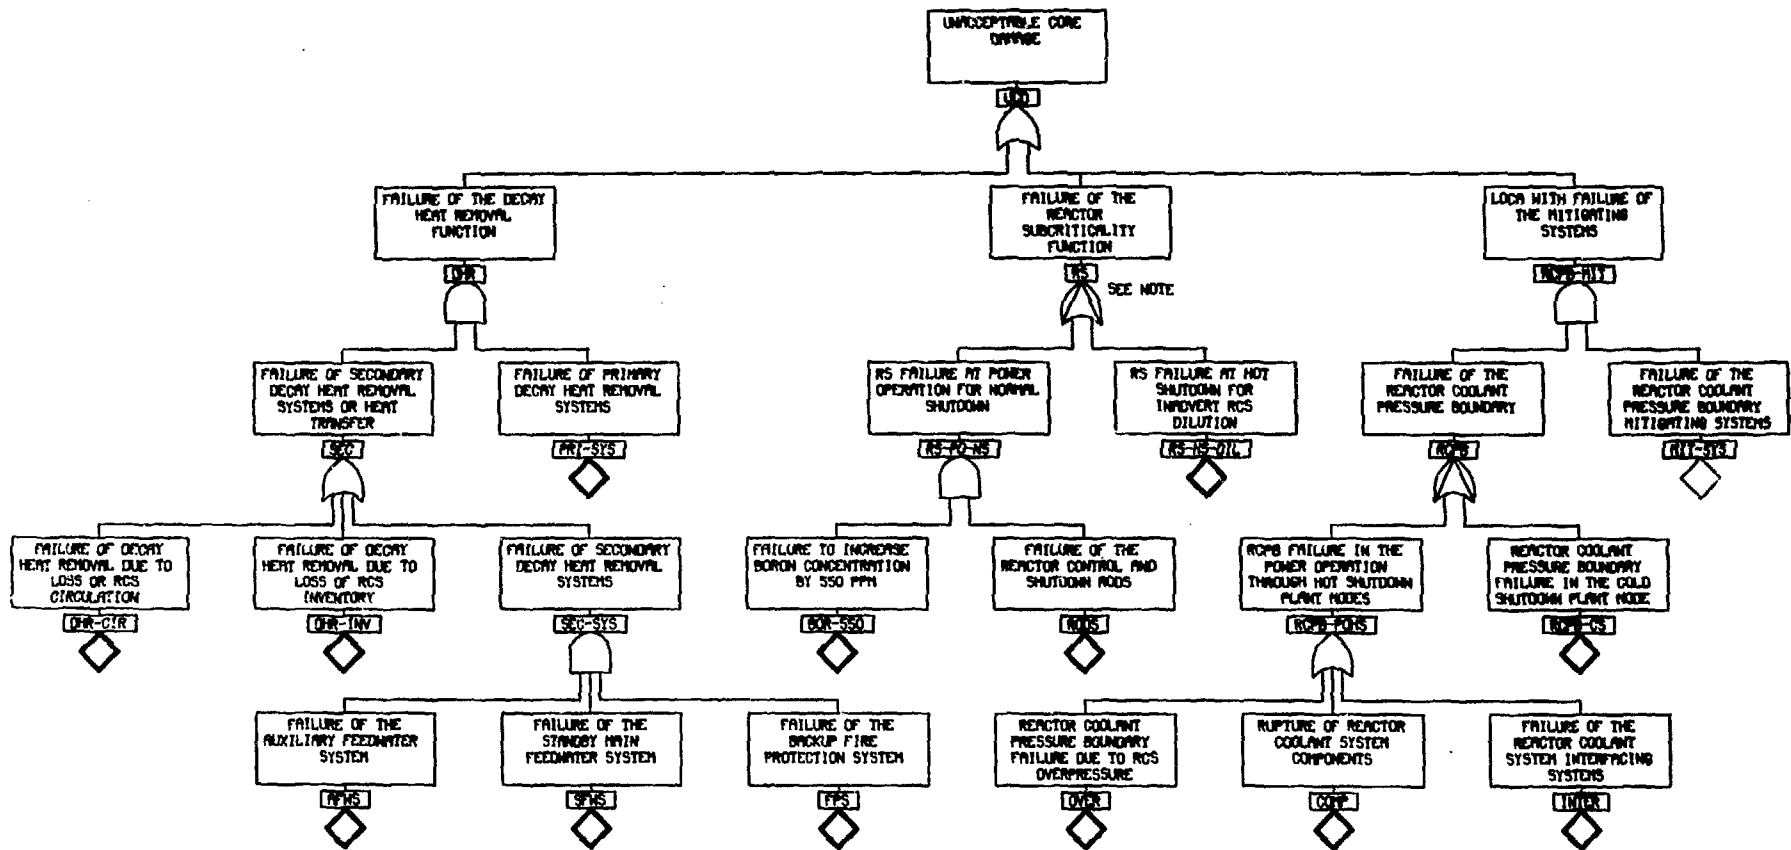 UNACCEPTABLE CORE
DAMAGE
UCD
FAILURE OF THE DECAY
HEAT REMOVAL
FUNCTION
DHR
FAILURE OF THE
REACTOR
SUBCRITICALITY
FUNCTION
RS
SEE NOTE
LOCA WITH FAILURE OF
THE MITIGATING
SYSTEMS
RCPB-MIT
FAILURE OF SECONDARY
DECAY HEAT REMOVAL
SYSTEMS OR HEAT
TRANSFER
SEC
FAILURE OF PRIMARY
DECAY HEAT REMOVAL
SYSTEMS
PRI-SYS
RS FAILURE AT POWER
OPERATION FOR NORMAL
SHUTDOWN
RS-PO-NS
RS FAILURE AT HOT
SHUTDOWN FOR
INADVERT RCS
DILUTION
RS-HS-DIL
FAILURE OF THE
REACTOR COOLANT
PRESSURE BOUNDARY
RCPB
FAILURE OF THE
REACTOR COOLANT
PRESSURE BOUNDARY
MITIGATING SYSTEMS
MIT-SYS
FAILURE OF DECAY
HEAT REMOVAL DUE TO
LOSS OR RCS
CIRCULATION
DHR-CIR
FAILURE OF DECAY
HEAT REMOVAL DUE TO
LOSS OF RCS
INVENTORY
DHR-INV
FAILURE OF SECONDARY
DECAY HEAT REMOVAL
SYSTEMS
SEC-SYS
FAILURE TO INCREASE
BORON CONCENTRATION
BY 550 PPM
BOR-550
FAILURE OF THE
REACTOR CONTROL AND
SHUTDOWN RODS
RODS
RCPB FAILURE IN THE
POWER OPERATION
THROUGH HOT SHUTDOWN
PLANT MODES
RCPB-POHS
REACTOR COOLANT
PRESSURE BOUNDARY
FAILURE IN THE COLD
SHUTDOWN PLANT MODE
RCPB-CS
FAILURE OF THE
AUXILIARY FEEDWATER
SYSTEM
AFWS
FAILURE OF THE
STANDBY MAIN
FEEDWATER SYSTEM
SFWS
FAILURE OF THE
BACKUP FIRE
PROTECTION SYSTEM
FPS
REACTOR COOLANT
PRESSURE BOUNDARY
FAILURE DUE TO RCS
OVERPRESSURE
OVER
RUPTURE OF REACTOR
COOLANT SYSTEM
COMPONENTS
COMP
FAILURE OF THE
REACTOR COOLANT
SYSTEM INTERFACING
SYSTEMS
INTER